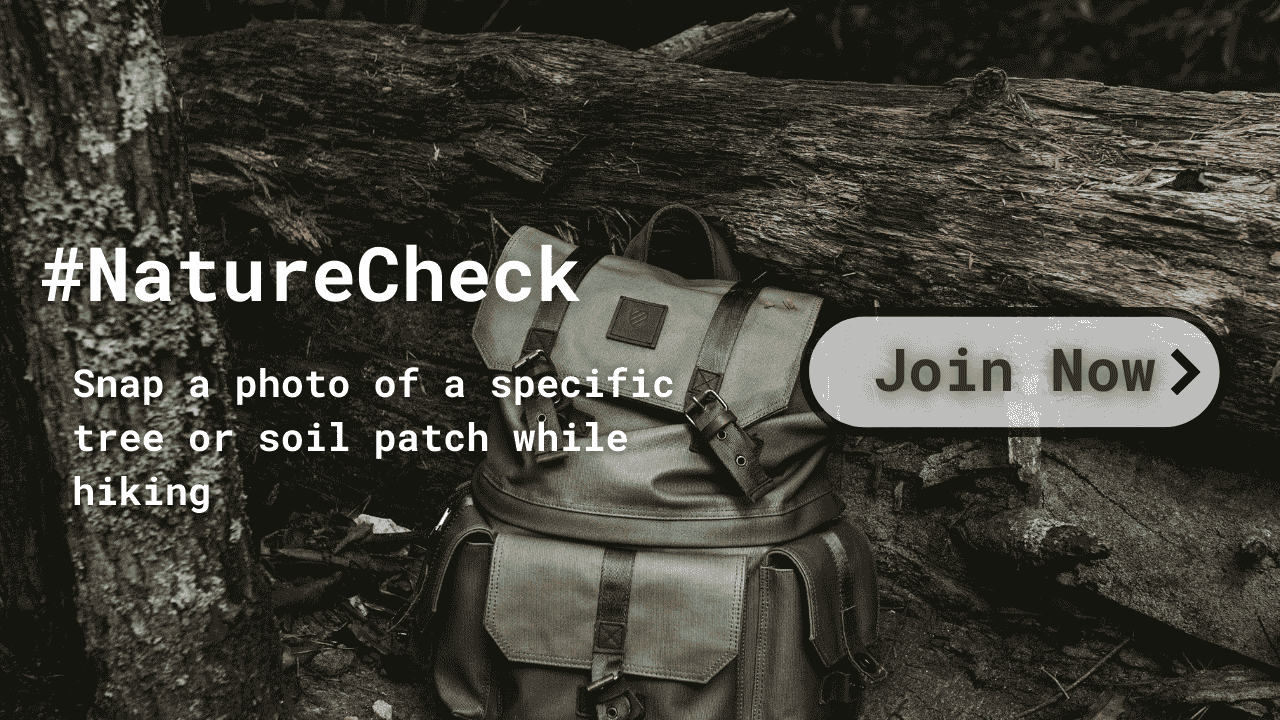 #NatureCheck
Snap a photo of a specific
tree or soil patch while
hiking
Join Now